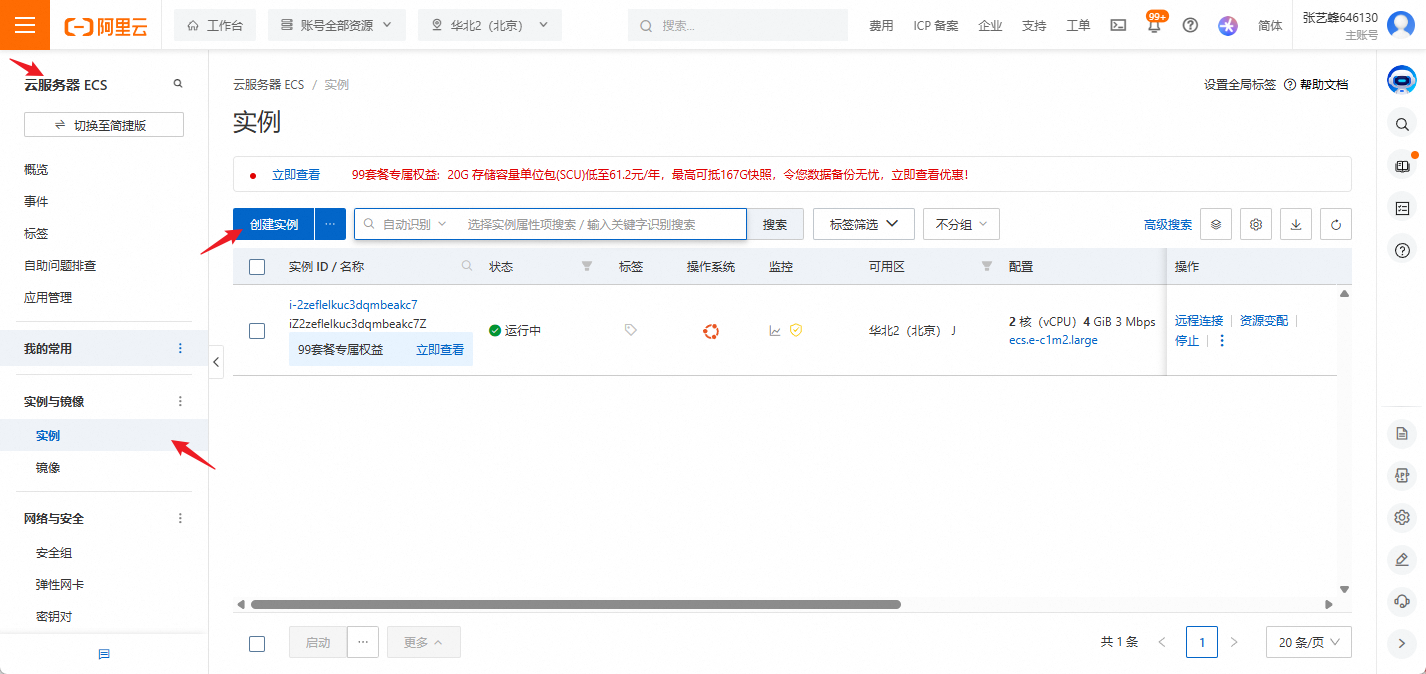 阿里云
工作台
账号全部资源
华北2（北京）
搜索...
费用
ICP 备案
企业
支持
工单
99+
简体
张艺蜂646130
主账号
云服务器 ECS
切换至简捷版
概览
事件
标签
自助问题排查
应用管理
我的常用
实例与镜像
实例
镜像
网络与安全
安全组
弹性网卡
密钥对
云服务器 ECS / 实例
设置全局标签
帮助文档
实例
立即查看
99套餐专属权益：20G 存储容量单位包(SCU)低至61.2元/年，最高可抵167G快照，令您数据备份无忧，立即查看优惠！
创建实例
···
自动识别
选择实例属性项搜索 / 输入关键字识别搜索
搜索
标签筛选
不分组
高级搜索
实例 ID / 名称
状态
标签
操作系统
监控
可用区
配置
操作
i-2zeflelkuc3dqmbeakc7
iZ2zeflelkuc3dqmbeakc7Z
99套餐专属权益
立即查看
运行中
华北2（北京） J
2 核（vCPU）4 GiB 3 Mbps
ecs.e-c1m2.large
远程连接
资源变配
停止
启动
···
更多
共 1 条
1
20 条/页